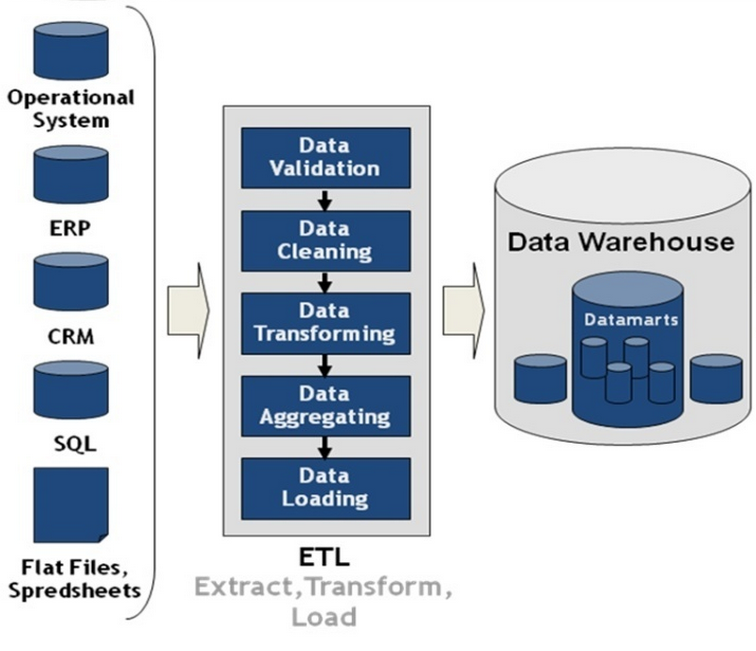 Operational
System
ERP
CRM
SQL
Flat Files,
Spredsheets
Data
Validation
Data
Cleaning
Data
Transforming
Data
Aggregating
Data
Loading
ETL
Extract,Transform,
Load
Data Warehouse
Datamarts